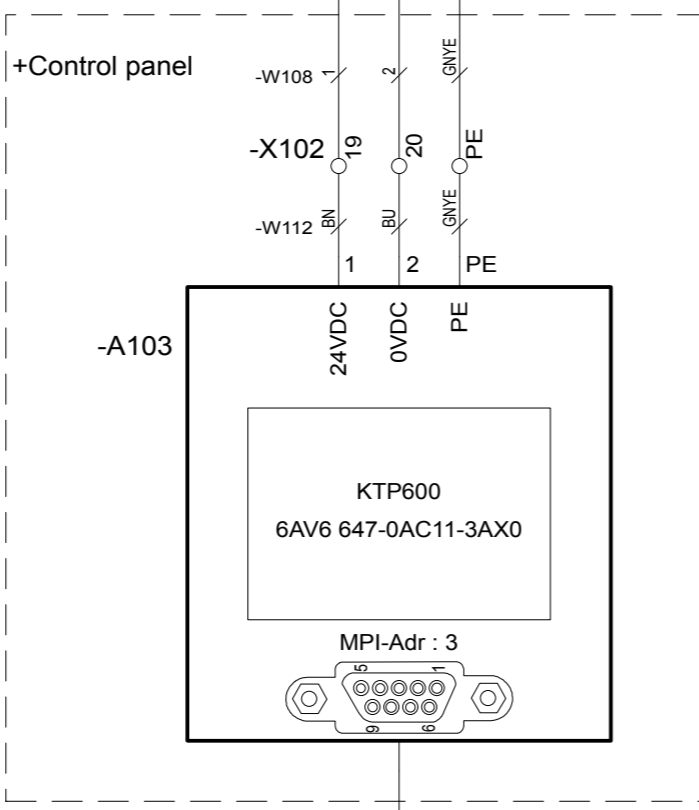 +Control panel
-W108 1 2 GNYE
-X102 19 20 PE
-W112 BN BU GNYE
1 2 PE
-A103
24VDC 0VDC PE
KTP600
6AV6 647-0AC11-3AX0
MPI-Adr : 3
5 1
9 6